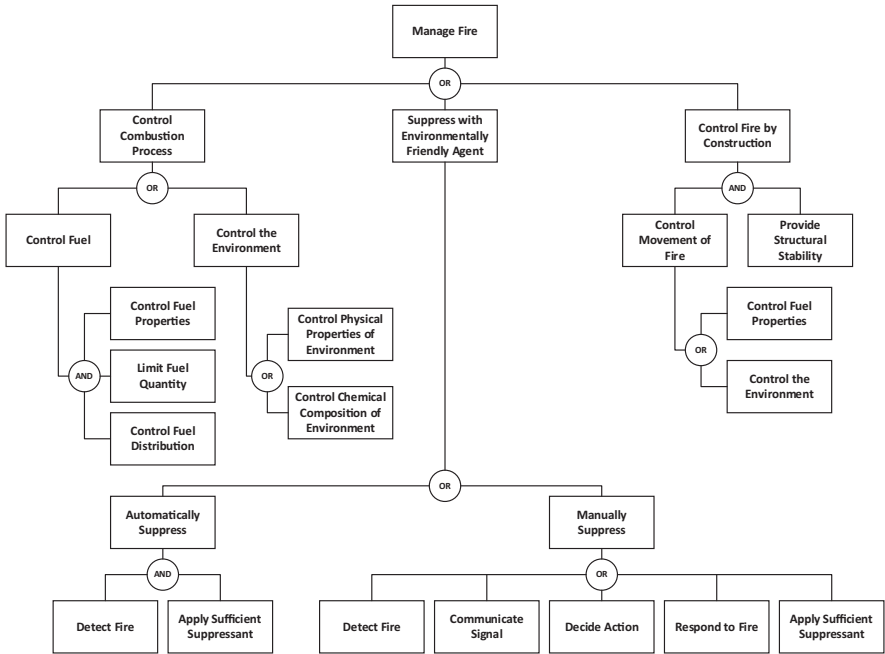 Manage Fire
OR
Control
Combustion
Process
Suppress with
Environmentally
Friendly Agent
Control Fire by
Construction
OR
AND
Control Fuel
Control the
Environment
Control
Movement of
Fire
Provide
Structural
Stability
Control Fuel
Properties
AND
Limit Fuel
Quantity
Control Fuel
Distribution
Control Physical
Properties of
Environment
OR
Control Chemical
Composition of
Environment
Control Fuel
Properties
OR
Control the
Environment
OR
Automatically
Suppress
Manually
Suppress
AND
OR
Detect Fire
Apply Sufficient
Suppressant
Detect Fire
Communicate
Signal
Decide Action
Respond to Fire
Apply Sufficient
Suppressant